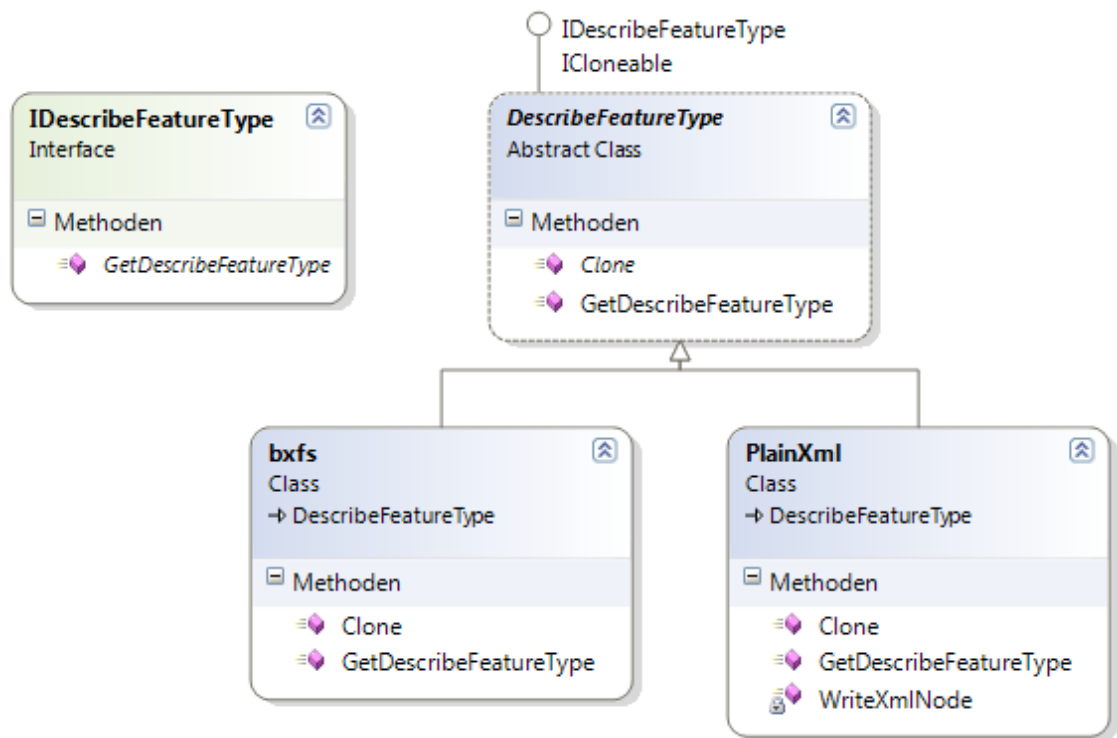 IDescribeFeatureType
ICloneable
IDescribeFeatureType
Interface
Methoden
GetDescribeFeatureType
DescribeFeatureType
Abstract Class
Methoden
Clone
GetDescribeFeatureType
bxfs
Class
DescribeFeatureType
Methoden
Clone
GetDescribeFeatureType
PlainXml
Class
DescribeFeatureType
Methoden
Clone
GetDescribeFeatureType
WriteXmlNode